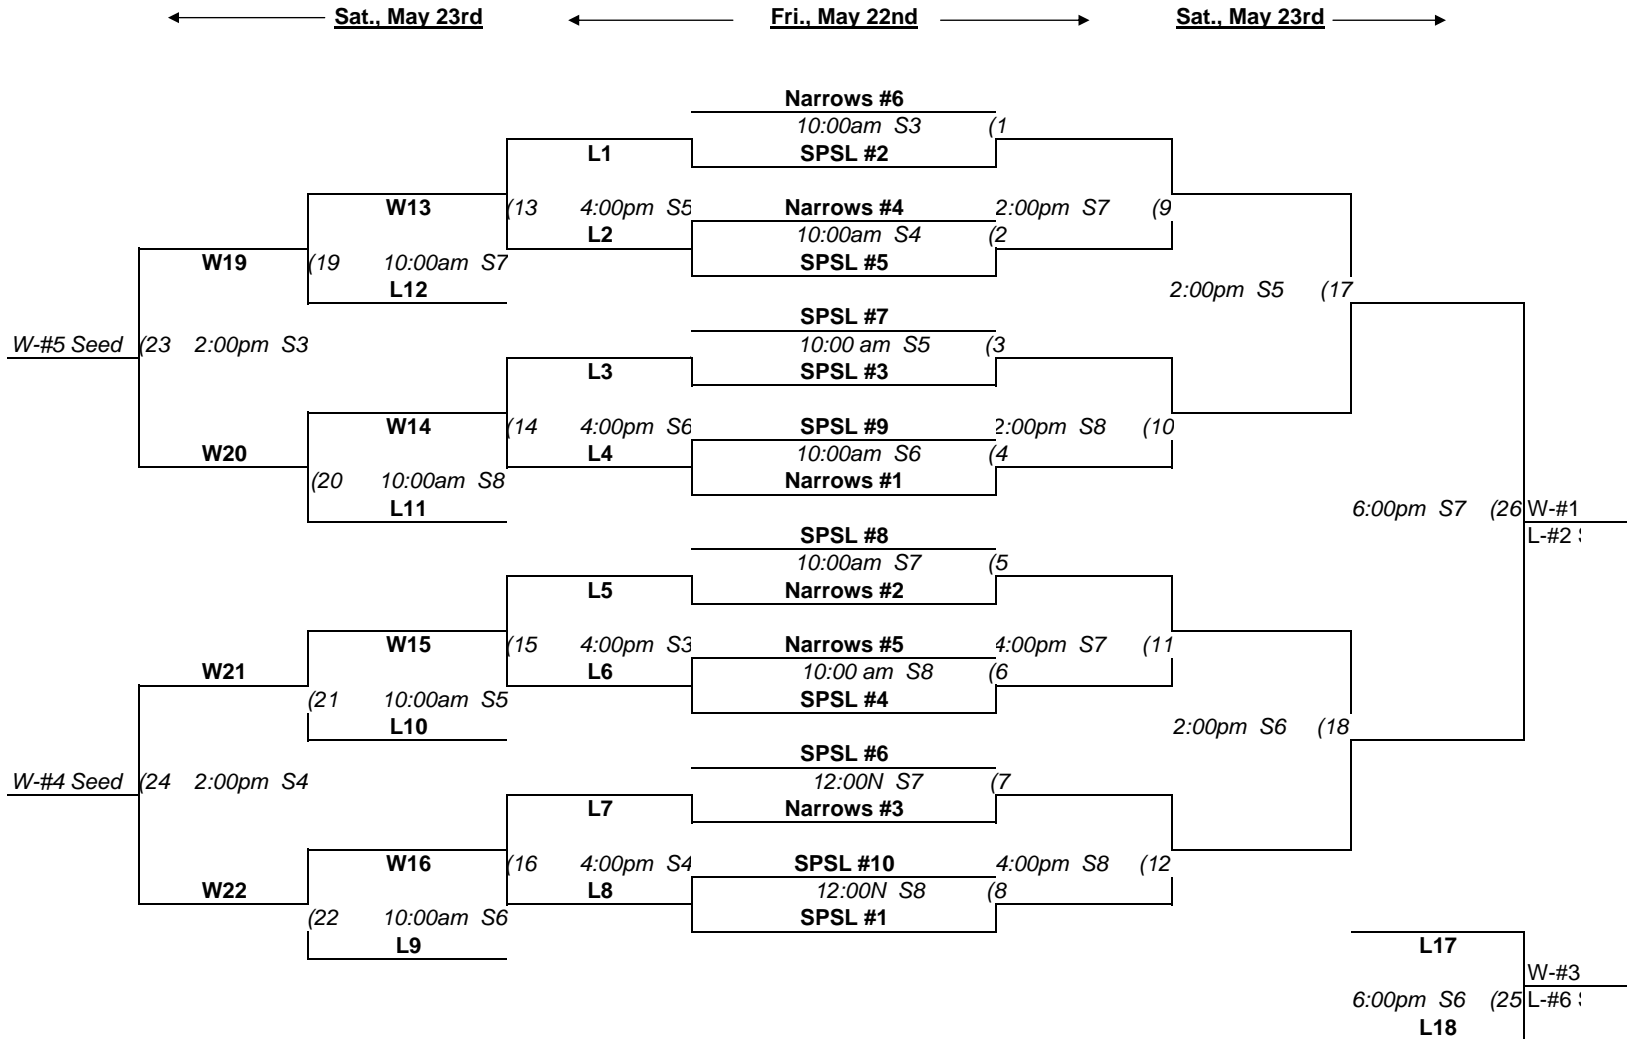 Sat., May 23rd Fri., May 22nd Sat., May 23rd
Narrows #6
10:00am S3 (1
L1 SPSL #2
W13 (13 4:00pm S5 Narrows #4 2:00pm S7 (9
L2 10:00am S4 (2
W19 (19 10:00am S7 SPSL #5
L12 2:00pm S5 (17
SPSL #7
W-#5 Seed (23 2:00pm S3 10:00 am S5 (3
L3 SPSL #3
W14 (14 4:00pm S6 SPSL #9 2:00pm S8 (10
W20 L4 10:00am S6 (4
(20 10:00am S8 Narrows #1
L11 6:00pm S7 (26 W-#1
SPSL #8 L-#2
10:00am S7 (5
L5 Narrows #2
W15 (15 4:00pm S3 Narrows #5 4:00pm S7 (11
W21 L6 10:00 am S8 (6
(21 10:00am S5 SPSL #4
L10 2:00pm S6 (18
SPSL #6
W-#4 Seed (24 2:00pm S4 12:00N S7 (7
L7 Narrows #3
W16 (16 4:00pm S4 SPSL #10 4:00pm S8 (12
W22 L8 12:00N S8 (8
(22 10:00am S6 SPSL #1
L9 L17
W-#3
6:00pm S6 (25 L-#6
L18